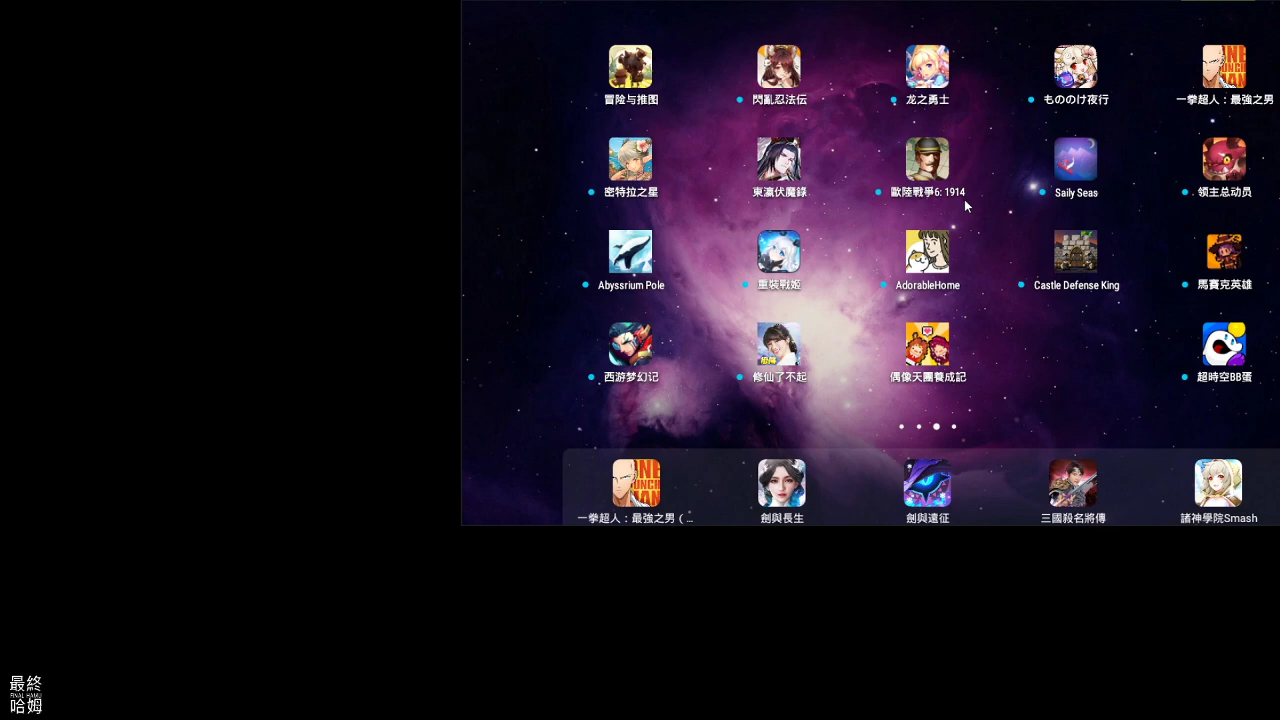 冒险与推图
閃亂忍法伝
龙之勇士
もののけ夜行
一拳超人：最強之男
密特拉之星
東瀛伏魔錄
歐陸戰爭6: 1914
Saily Seas
領主总动员
Abyssrium Pole
重裝戰姬
AdorableHome
Castle Defense King
馬賽克英雄
西游梦幻记
修仙了不起
偶像天團養成記
超時空BB蛋
一拳超人：最強之男（...
劍與長生
劍與遠征
三國殺名將傳
諸神學院Smash
最終
FINAL HAMU
哈姆